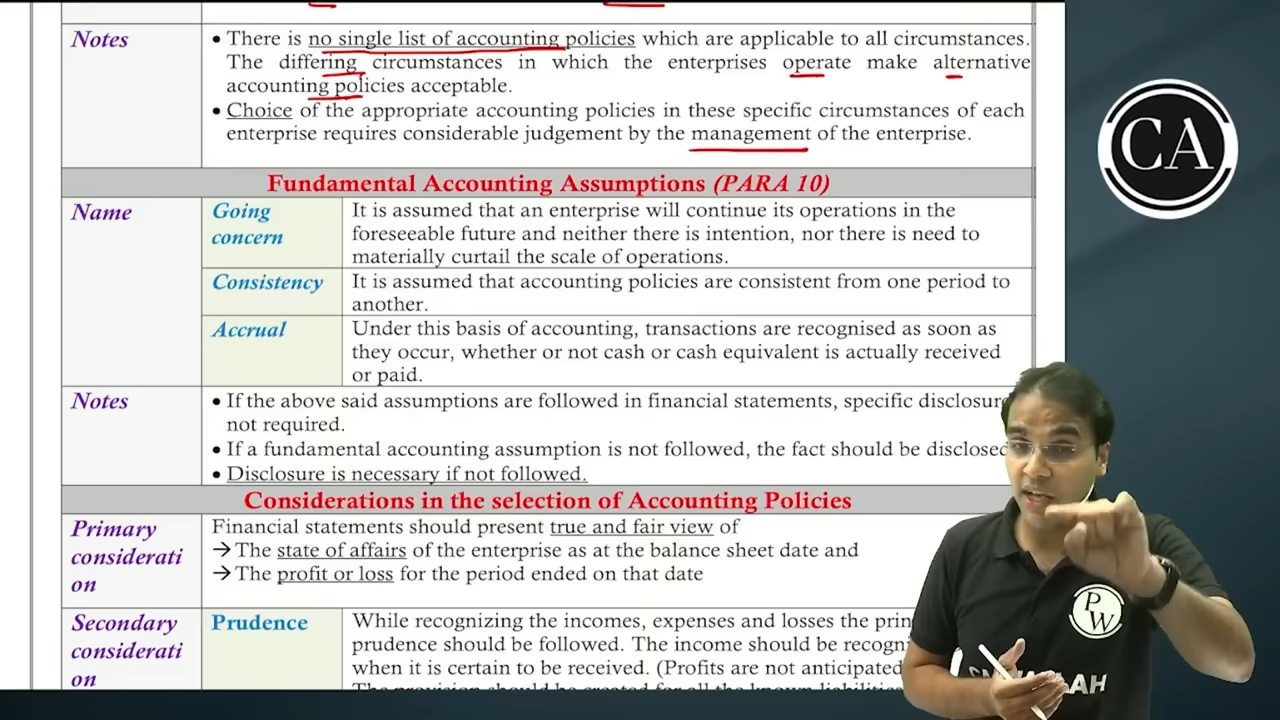 Notes
• There is no single list of accounting policies which are applicable to all circumstances.
The differing circumstances in which the enterprises operate make alternative
accounting policies acceptable.
• Choice of the appropriate accounting policies in these specific circumstances of each
enterprise requires considerable judgement by the management of the enterprise.
Fundamental Accounting Assumptions (PARA 10)
Name
Going
concern
It is assumed that an enterprise will continue its operations in the
foreseeable future and neither there is intention, nor there is need to
materially curtail the scale of operations.
Consistency
It is assumed that accounting policies are consistent from one period to
another.
Accrual
Under this basis of accounting, transactions are recognised as soon as
they occur, whether or not cash or cash equivalent is actually received
or paid.
Notes
• If the above said assumptions are followed in financial statements, specific disclosure
not required.
• If a fundamental accounting assumption is not followed, the fact should be disclosed
• Disclosure is necessary if not followed.
Considerations in the selection of Accounting Policies
Primary
considerati
on
Financial statements should present true and fair view of
→ The state of affairs of the enterprise as at the balance sheet date and
→ The profit or loss for the period ended on that date
Secondary
considerati
on
Prudence
While recognizing the incomes, expenses and losses the
prudence should be followed. The income should be
when it is certain to be received. (Profits are not anticipated
The provision should be created for all the known
CA
PW